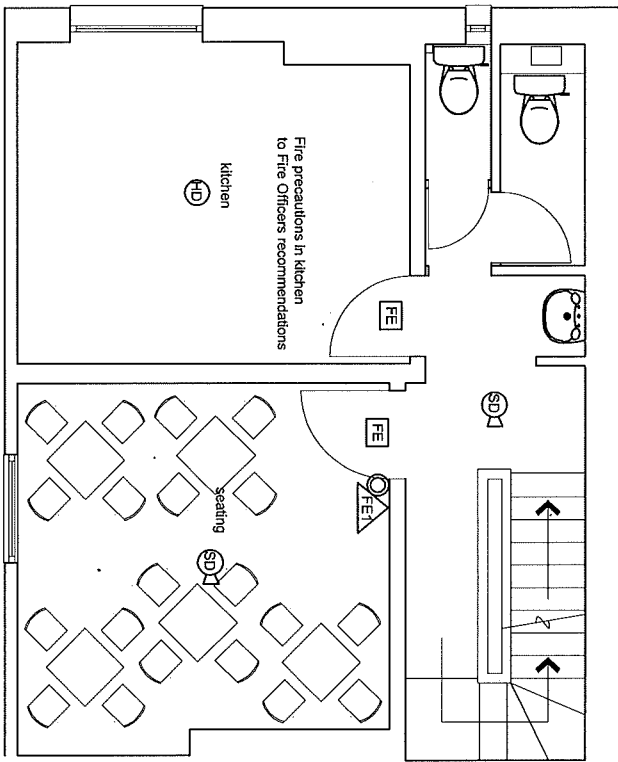 Fire precautions in kitchen
to Fire Officers recommendations
kitchen
HD
FE
SD
FE
FE1
seating
SD